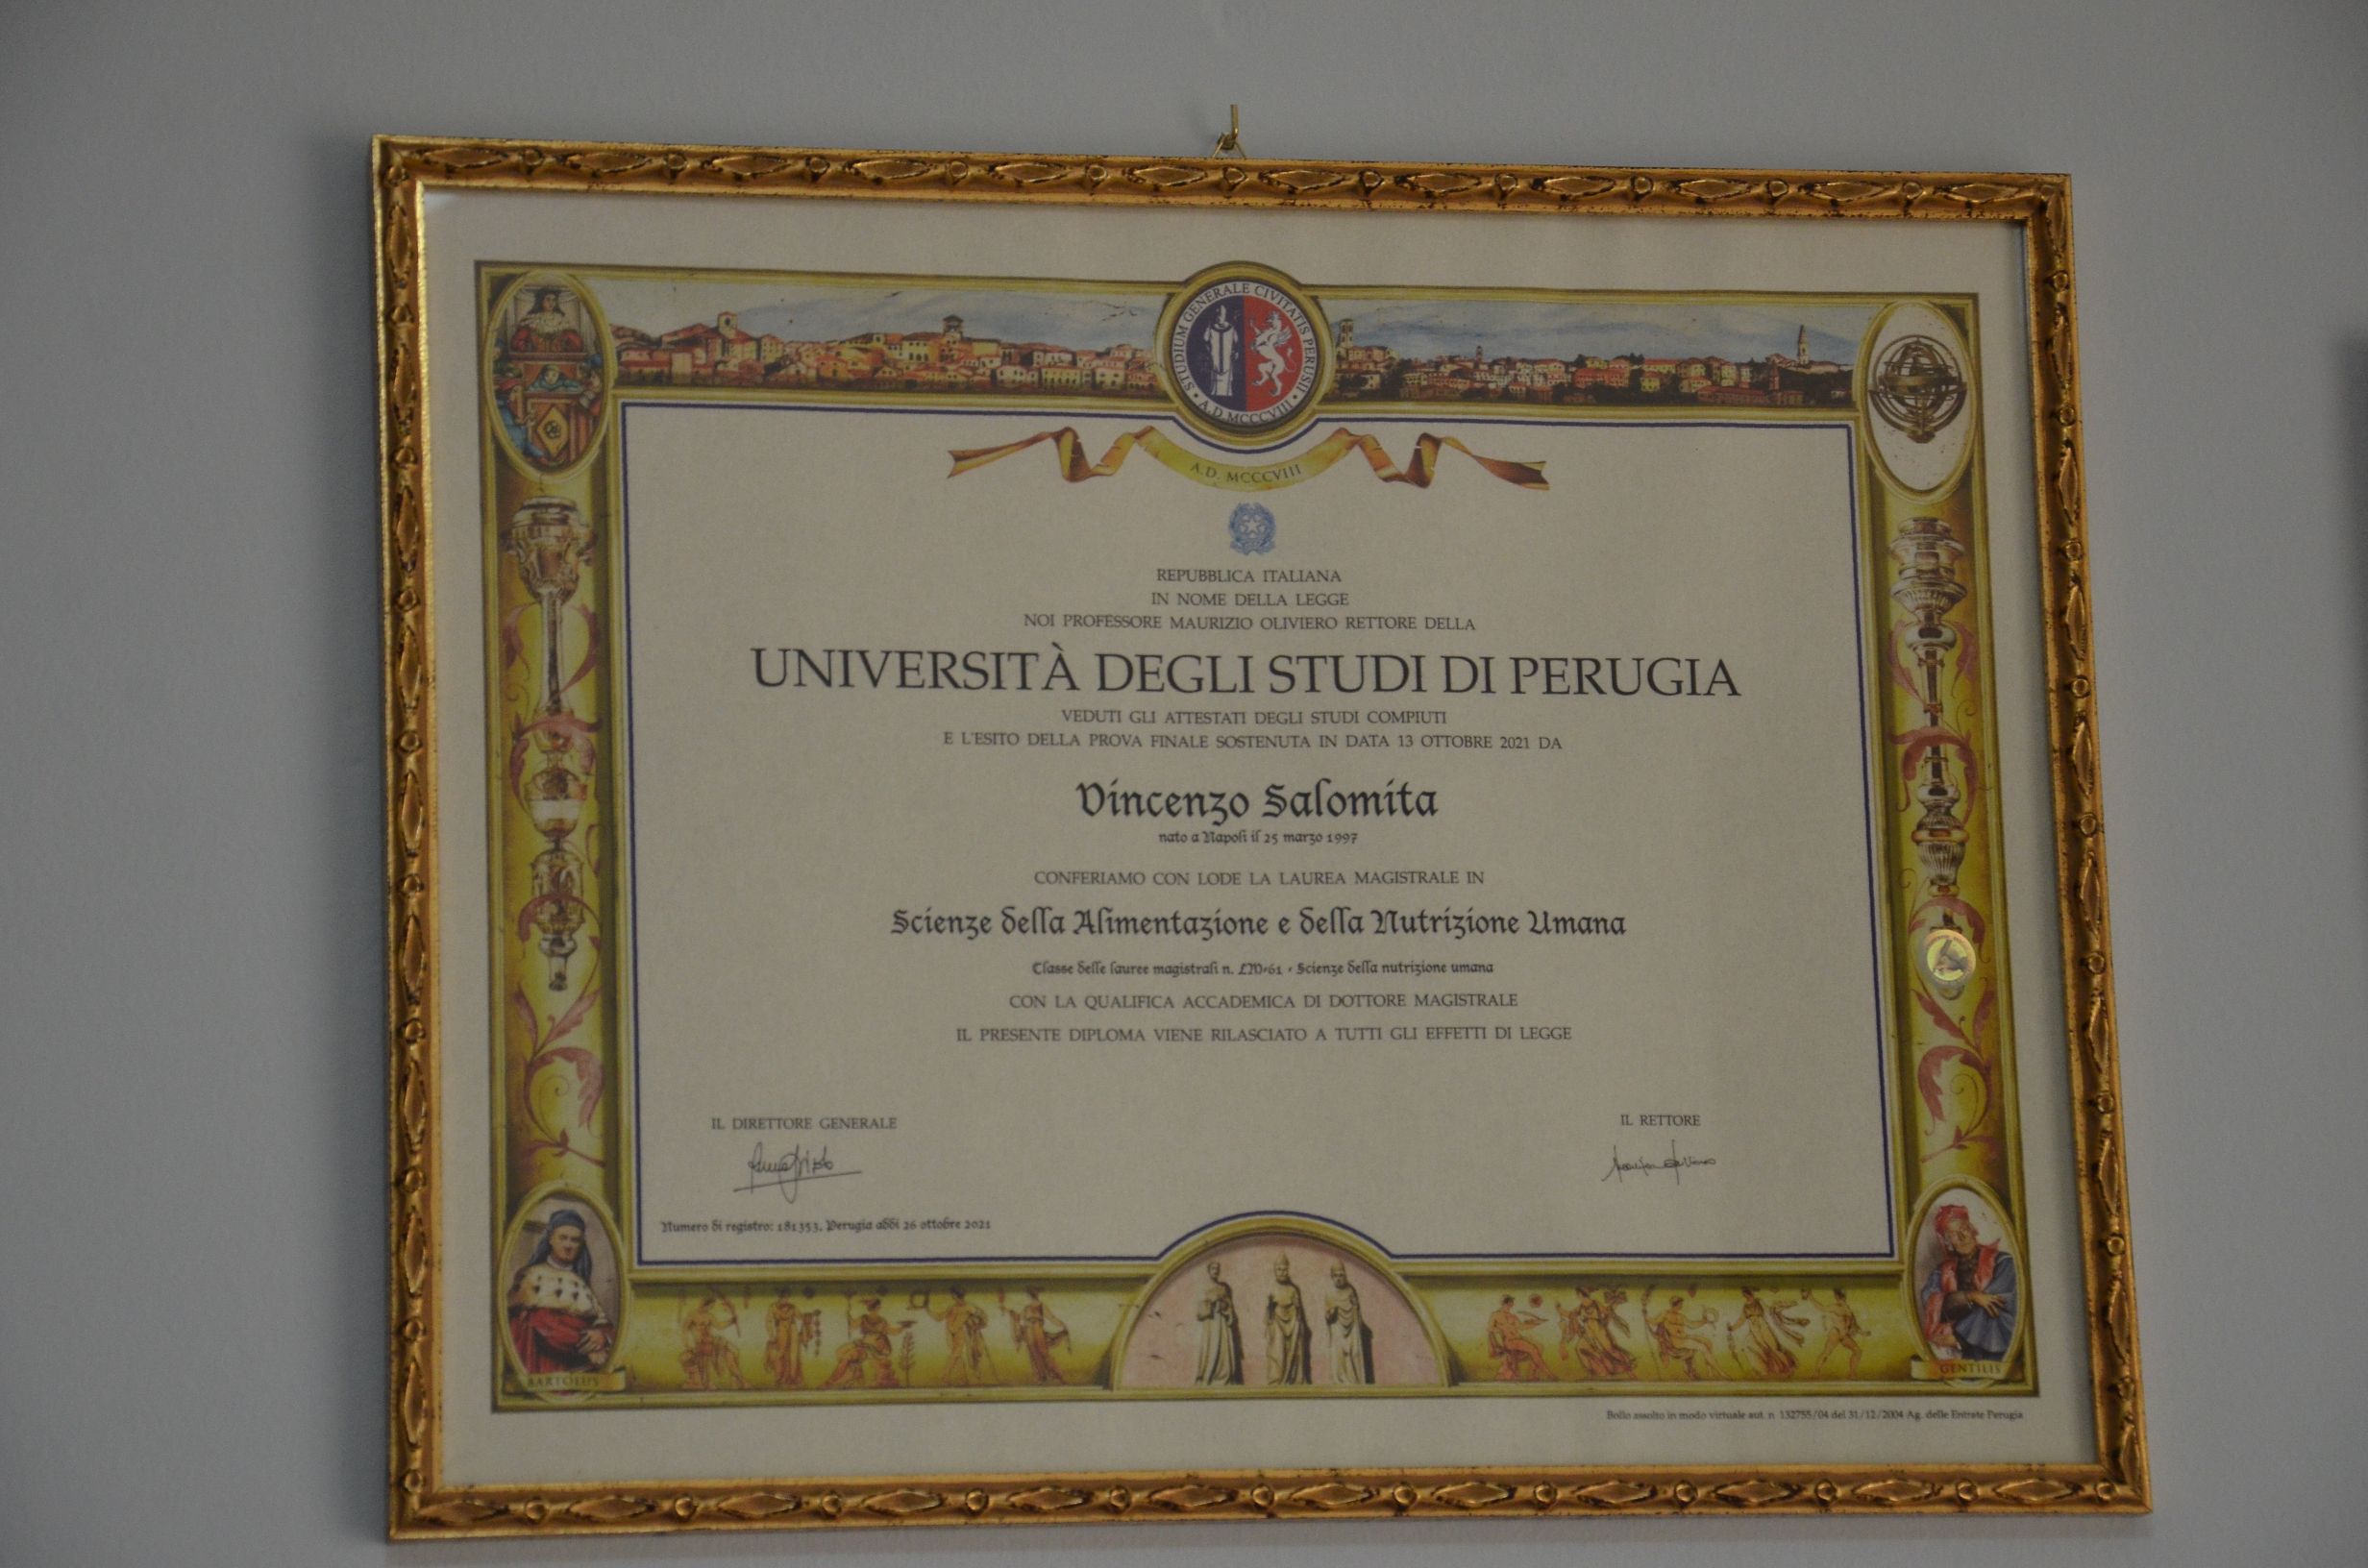 STUDIUM GENERALE CIVITATIS PERUSII
A.D. MCCCVIII
A.D. MCCCVIII
REPUBBLICA ITALIANA
IN NOME DELLA LEGGE
NOI PROFESSORE MAURIZIO OLIVIERO RETTORE DELLA
UNIVERSITÀ DEGLI STUDI DI PERUGIA
VEDUTI GLI ATTESTATI DEGLI STUDI COMPIUTI
E L'ESITO DELLA PROVA FINALE SOSTENUTA IN DATA 13 OTTOBRE 2021 DA
Vincenzo Salomita
nato a Napoli il 25 marzo 1997
CONFERIAMO CON LODE LA LAUREA MAGISTRALE IN
Scienze della Alimentazione e della Nutrizione Umana
Classe delle lauree magistrali n. LM-61 - Scienze della nutrizione umana
CON LA QUALIFICA ACCADEMICA DI DOTTORE MAGISTRALE
IL PRESENTE DIPLOMA VIENE RILASCIATO A TUTTI GLI EFFETTI DI LEGGE
IL DIRETTORE GENERALE
IL RETTORE
Numero di registro: 181353, Perugia addì 26 ottobre 2021
BARTOLUS
GENTILIS
Bollo assolto in modo virtuale aut. n 132755/04 del 31/12/2004 Ag. delle Entrate Perugia